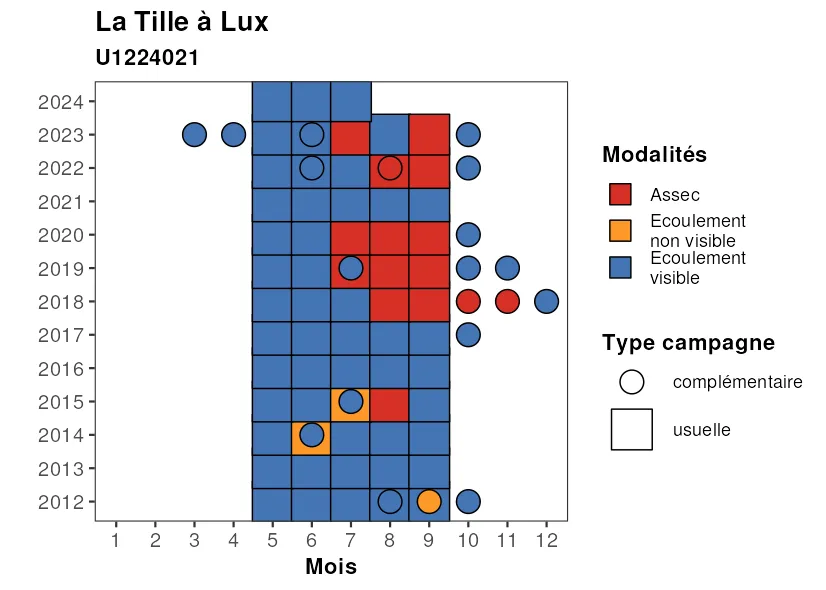 La Tille à Lux
U1224021
2024
2023
2022
2021
2020
2019
2018
2017
2016
2015
2014
2013
2012
1 2 3 4 5 6 7 8 9 10 11 12
Mois
Modalités
Assec
Ecoulement
non visible
Ecoulement
visible
Type campagne
complémentaire
usuelle